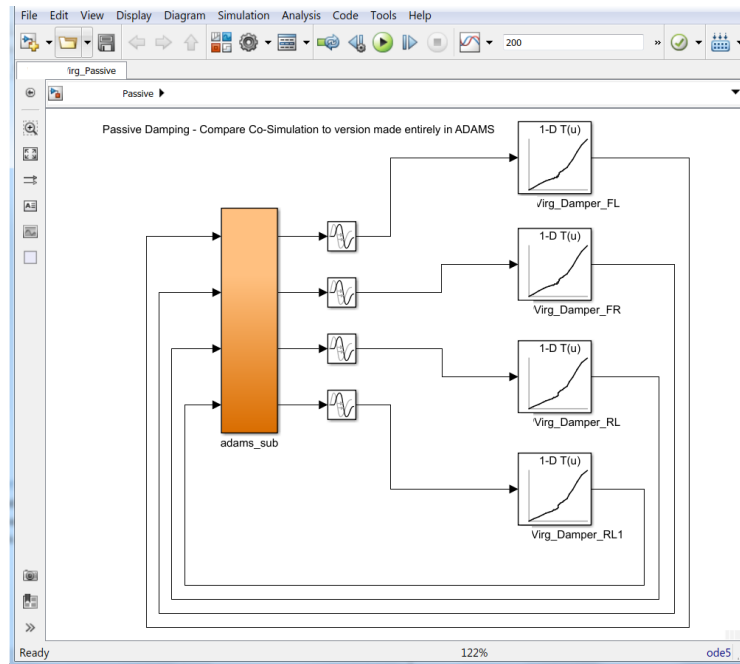 File Edit View Display Diagram Simulation Analysis Code Tools Help
200
»
irg_Passive
Passive
Passive Damping - Compare Co-Simulation to version made entirely in ADAMS
1-D T(u)
Virg_Damper_FL
1-D T(u)
Virg_Damper_FR
1-D T(u)
Virg_Damper_RL
adams_sub
1-D T(u)
Virg_Damper_RL1
»
Ready 122% ode5